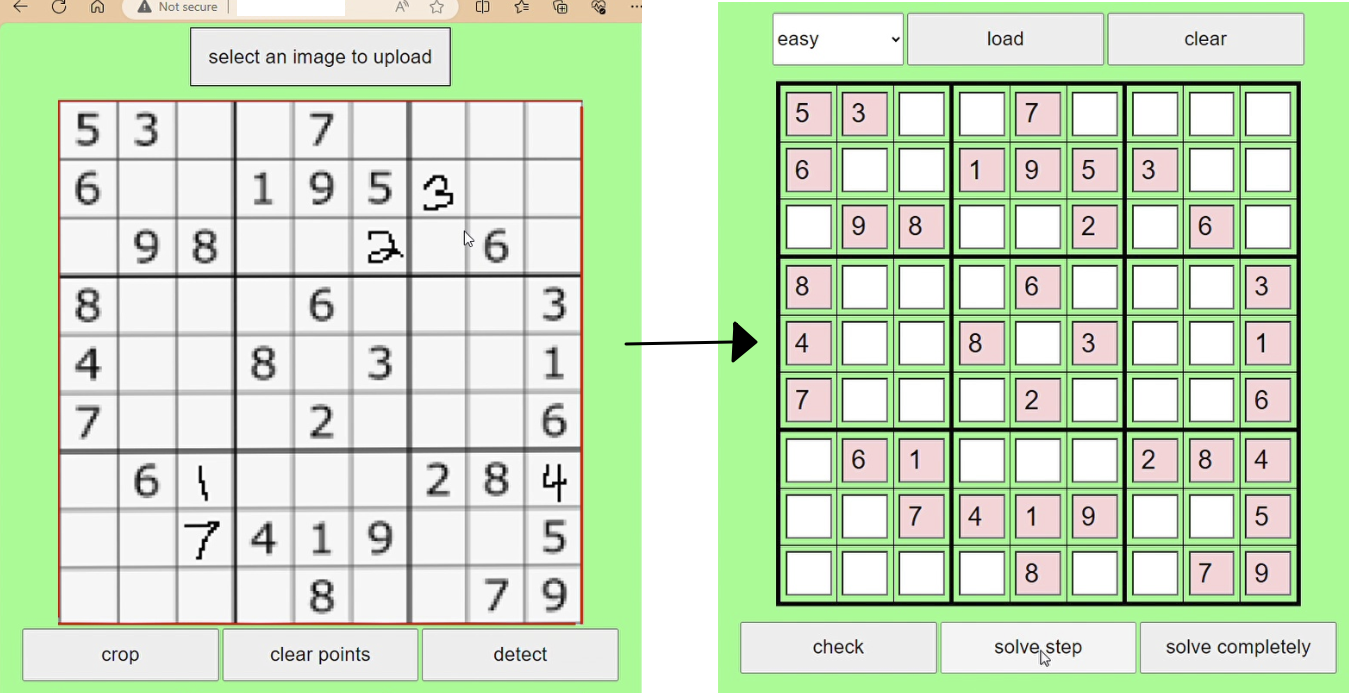 Not secure
select an image to upload
5 3 7
6 1 9 5 3
9 8 2 6
8 6 3
4 8 3 1
7 2 6
6 1 2 8 4
7 4 1 9 5
8 7 9
crop clear points detect
easy load clear
5 3 7
6 1 9 5 3
9 8 2 6
8 6 3
4 8 3 1
7 2 6
6 1 2 8 4
7 4 1 9 5
8 7 9
check solve step solve completely